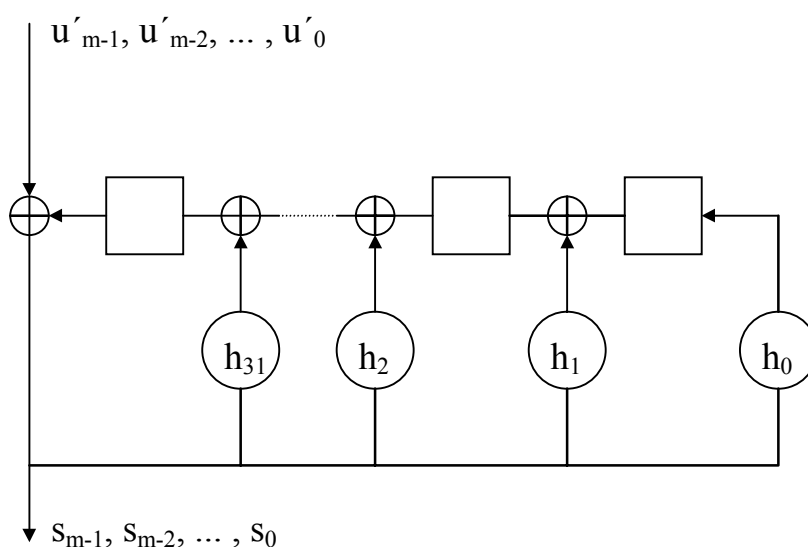 u´m-1, u´m-2, ... , u´0
h31
h2
h1
h0
sm-1, sm-2, ... , s0